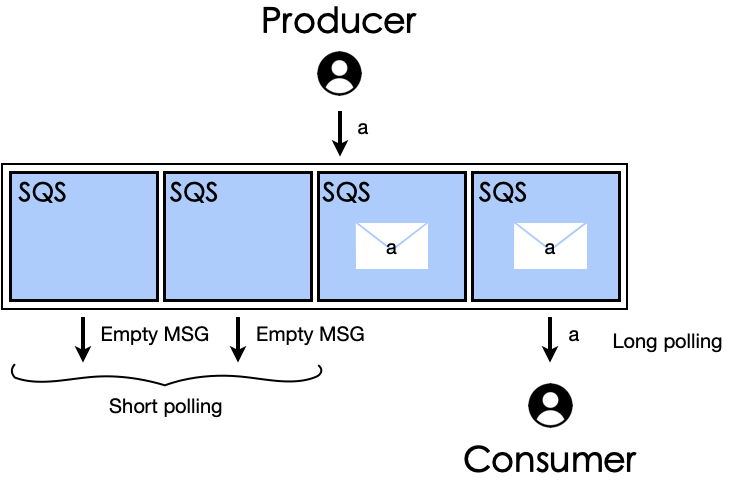 Producer
a
SQS
SQS
SQS
SQS
a
a
Empty MSG
Empty MSG
a
Long polling
Short polling
Consumer